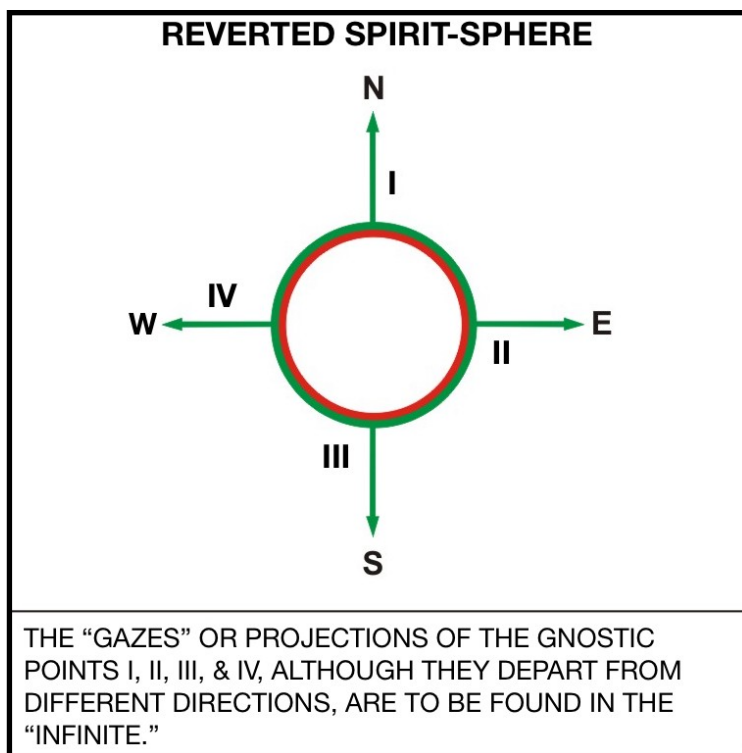 REVERTED SPIRIT-SPHERE
N
I
IV
W
E
II
III
S
THE “GAZES” OR PROJECTIONS OF THE GNOSTIC
POINTS I, II, III, & IV, ALTHOUGH THEY DEPART FROM
DIFFERENT DIRECTIONS, ARE TO BE FOUND IN THE
“INFINITE.”